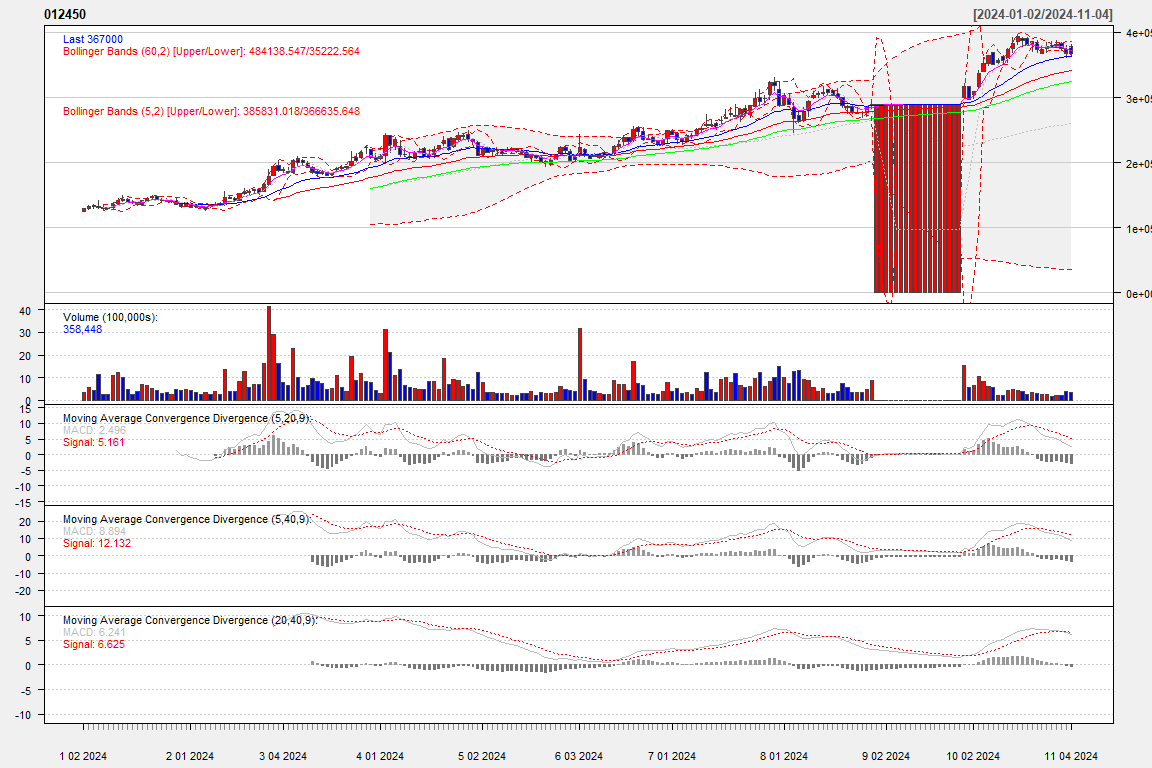 012450 [2024-01-02/2024-11-04]
Last 367000
Bollinger Bands (60,2) [Upper/Lower]: 484138.547/35222.564
Bollinger Bands (5,2) [Upper/Lower]: 385831.018/366635.648
4e+05
3e+05
2e+05
1e+05
0e+00
Volume (100,000s):
358,448
40
30
20
10
0
Moving Average Convergence Divergence (5,20,9):
MACD: 2.496
Signal: 5.161
15
10
5
0
-5
-10
-15
Moving Average Convergence Divergence (5,40,9):
MACD: 8.894
Signal: 12.132
20
10
0
-10
-20
Moving Average Convergence Divergence (20,40,9):
MACD: 6.241
Signal: 6.625
10
5
0
-5
-10
1 02 2024 2 01 2024 3 04 2024 4 01 2024 5 02 2024 6 03 2024 7 01 2024 8 01 2024 9 02 2024 10 02 2024 11 04 2024